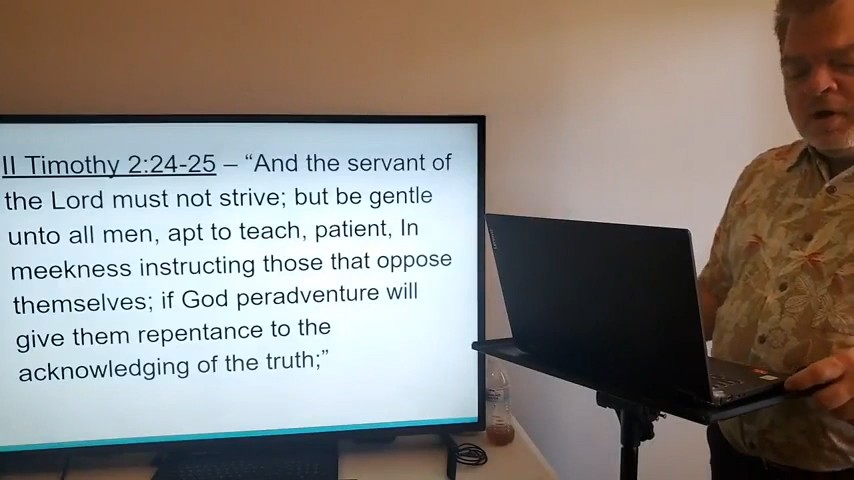 II Timothy 2:24-25 – “And the servant of
the Lord must not strive; but be gentle
unto all men, apt to teach, patient, In
meekness instructing those that oppose
themselves; if God peradventure will
give them repentance to the
acknowledging of the truth;”